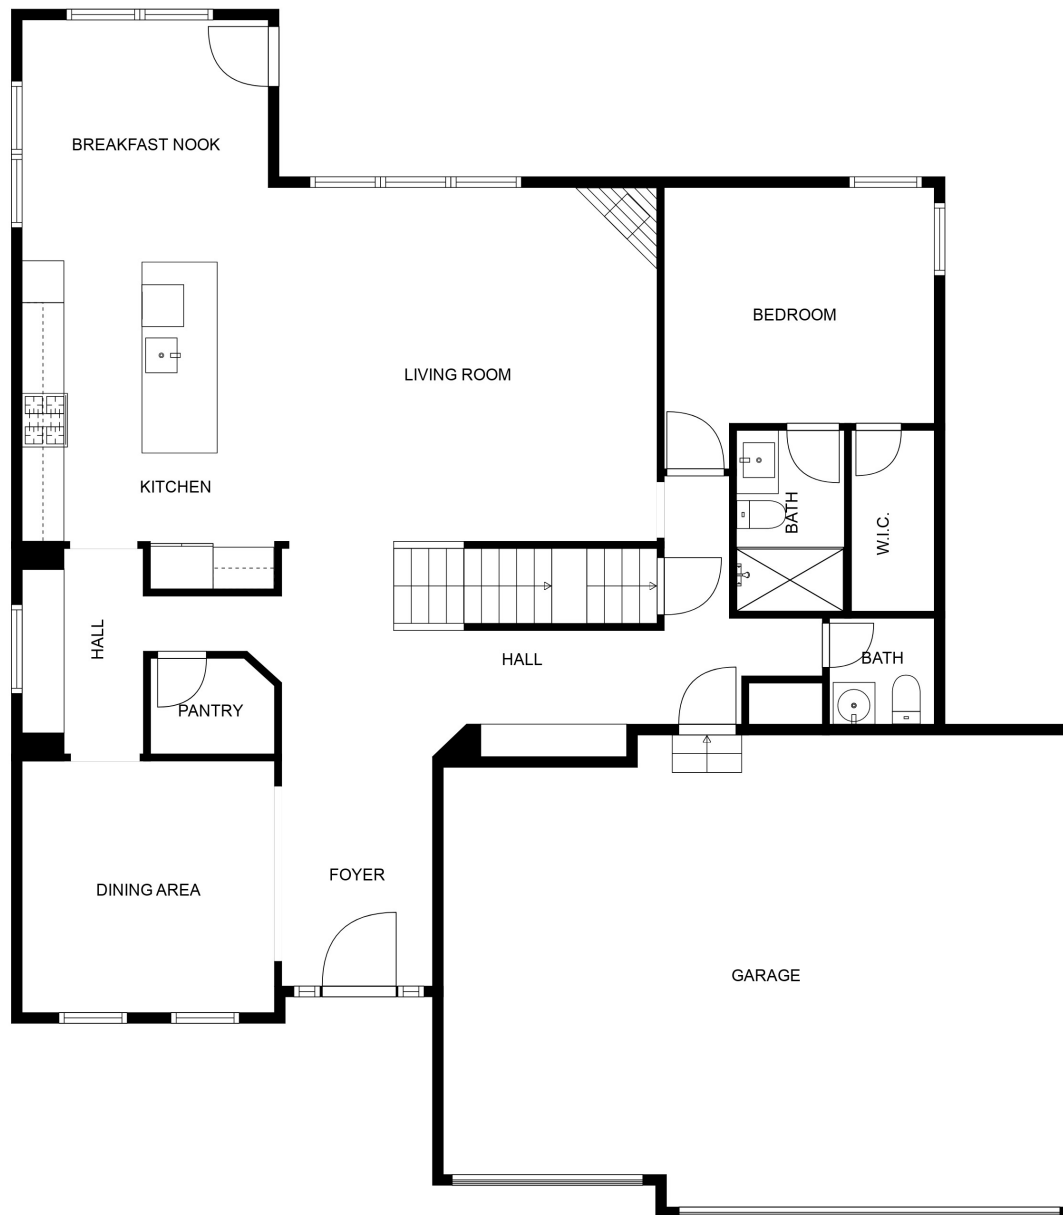 BREAKFAST NOOK
BEDROOM
LIVING ROOM
KITCHEN
BATH
W.I.C.
HALL
HALL
BATH
PANTRY
FOYER
DINING AREA
GARAGE